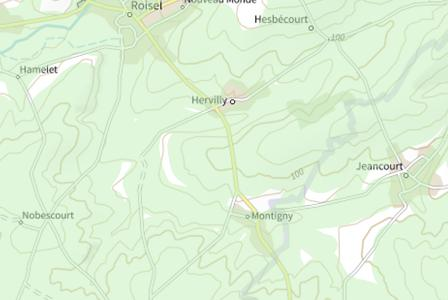 Nouveau Monde
Roisel
Hesbécourt
100
Hamelet
Hervilly
Jeancourt
100
Nobescourt
Montigny